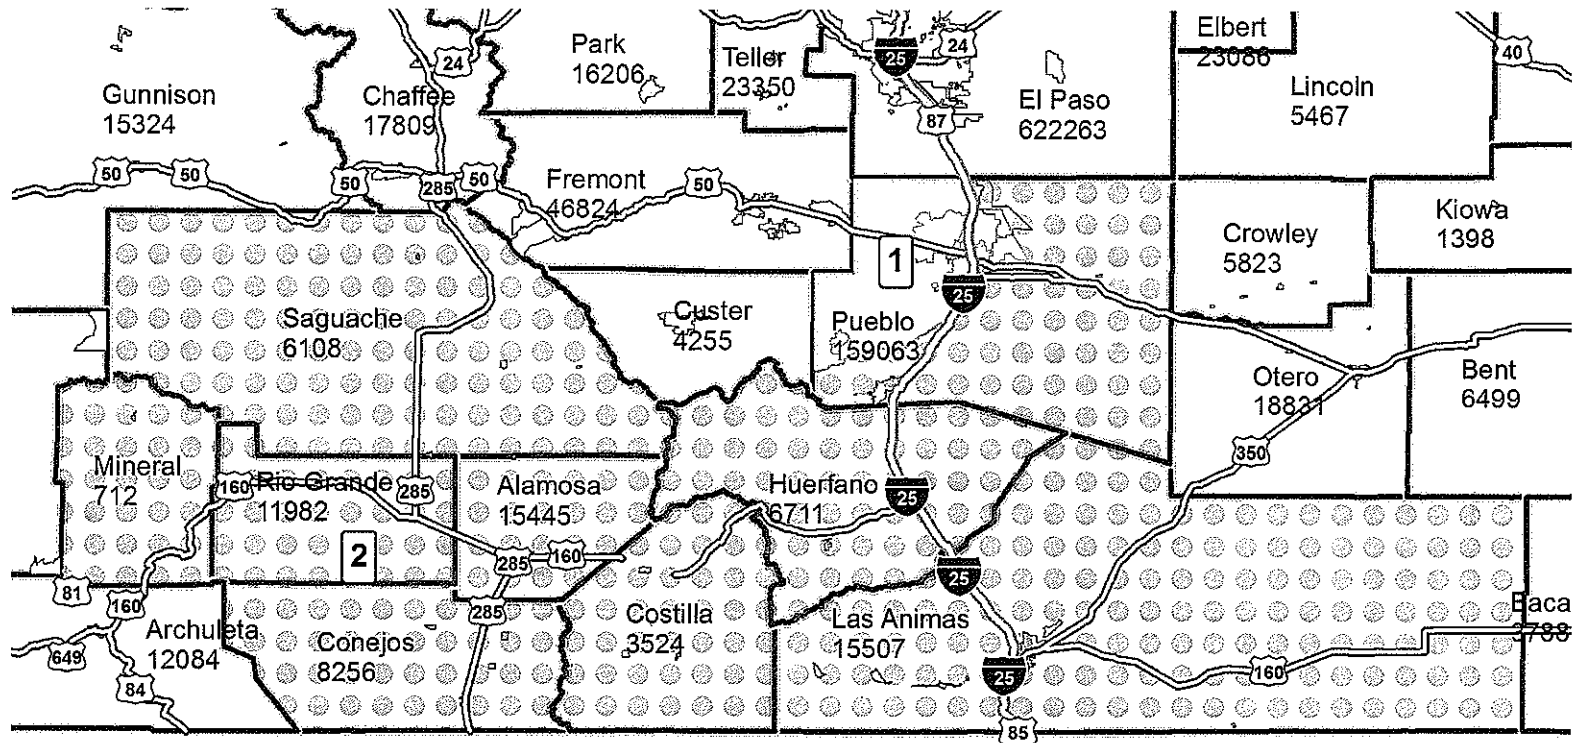 Elbert
23086
Park
16206
Teller
23350
25
24
24
40
Gunnison
15324
Chaffee
17809
El Paso
622263
Lincoln
5467
87
50
50
50
285
50
Fremont
46824
50
Kiowa
1398
Crowley
5823
1
25
Saguache
6108
Custer
4255
Pueblo
159063
Otero
18831
Bent
6499
350
Mineral
712
160
Rio Grande
11982
285
Alamosa
15445
Huerfano
6711
25
2
285
160
25
81
160
285
Archuleta
12084
649
84
Conejos
8256
Costilla
3524
Las Animas
15507
25
160
Baca
3788
85